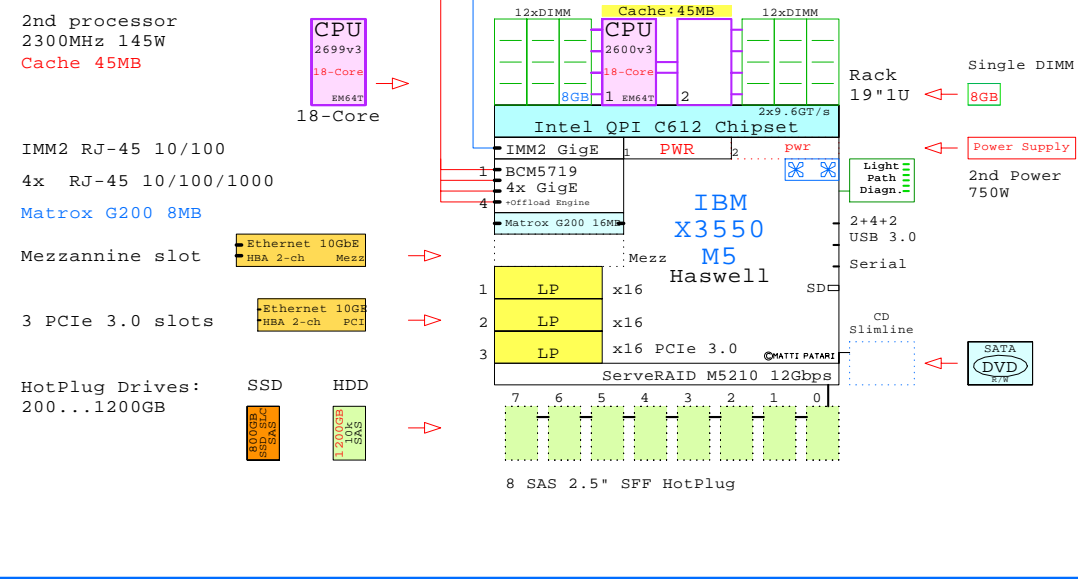 2nd processor
2300MHz 145W
Cache 45MB
CPU
2699v3
18-Core
EM64T
18-Core
12xDIMM
Cache:45MB
12xDIMM
CPU
2600v3
18-Core
8GB
1 EM64T
2
2x9.6GT/s
Intel QPI C612 Chipset
Rack
19"1U
Single DIMM
8GB
IMM2 RJ-45 10/100
IMM2 GigE
1 PWR
2 pwr
Power Supply
2nd Power
750W
4x RJ-45 10/100/1000
1 BCM5719
4x GigE
4 +Offload Engine
Light
Path
Diagn.
Matrox G200 8MB
Matrox G200 16MB
IBM
X3550
M5
Haswell
2+4+2
USB 3.0
Serial
SD
Mezzannine slot
Ethernet 10GbE
HBA 2-ch Mezz
Mezz
1 LP x16
3 PCIe 3.0 slots
Ethernet 10GE
HBA 2-ch PCI
2 LP x16
3 LP x16 PCIe 3.0
©MATTI PATARI
CD
Slimline
SATA
DVD
R/W
ServeRAID M5210 12Gbps
HotPlug Drives:
200...1200GB
SSD
HDD
800GB
SSD SLC
SAS
1200GB
10k
SAS
7 6 5 4 3 2 1 0
8 SAS 2.5" SFF HotPlug